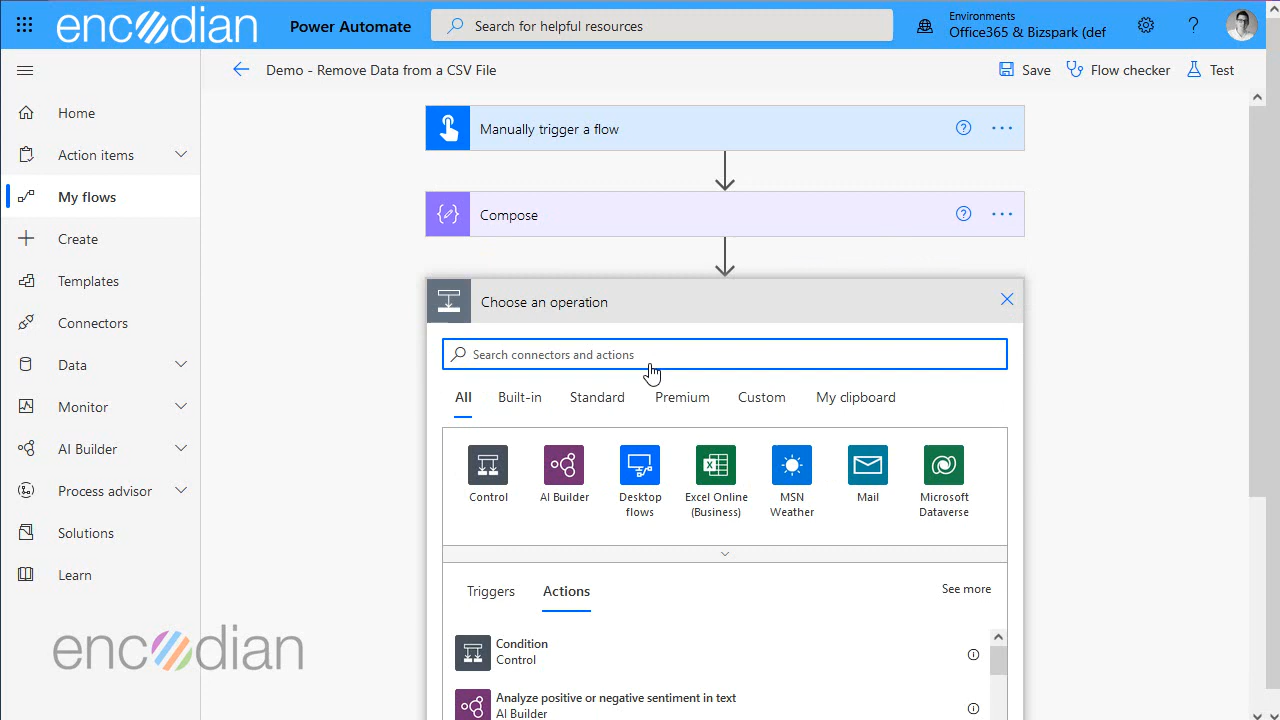 encodian
Power Automate
Search for helpful resources
Environments
Office365 & Bizspark (def
?
Demo - Remove Data from a CSV File
Save
Flow checker
Test
Home
Action items
My flows
Create
Templates
Connectors
Data
Monitor
AI Builder
Process advisor
Solutions
Learn
encodian
Manually trigger a flow
?
...
Compose
?
...
Choose an operation
Search connectors and actions
All
Built-in
Standard
Premium
Custom
My clipboard
Control
AI Builder
Desktop
flows
Excel Online
(Business)
MSN
Weather
Mail
Microsoft
Dataverse
Triggers
Actions
See more
Condition
Control
Analyze positive or negative sentiment in text
AI Builder